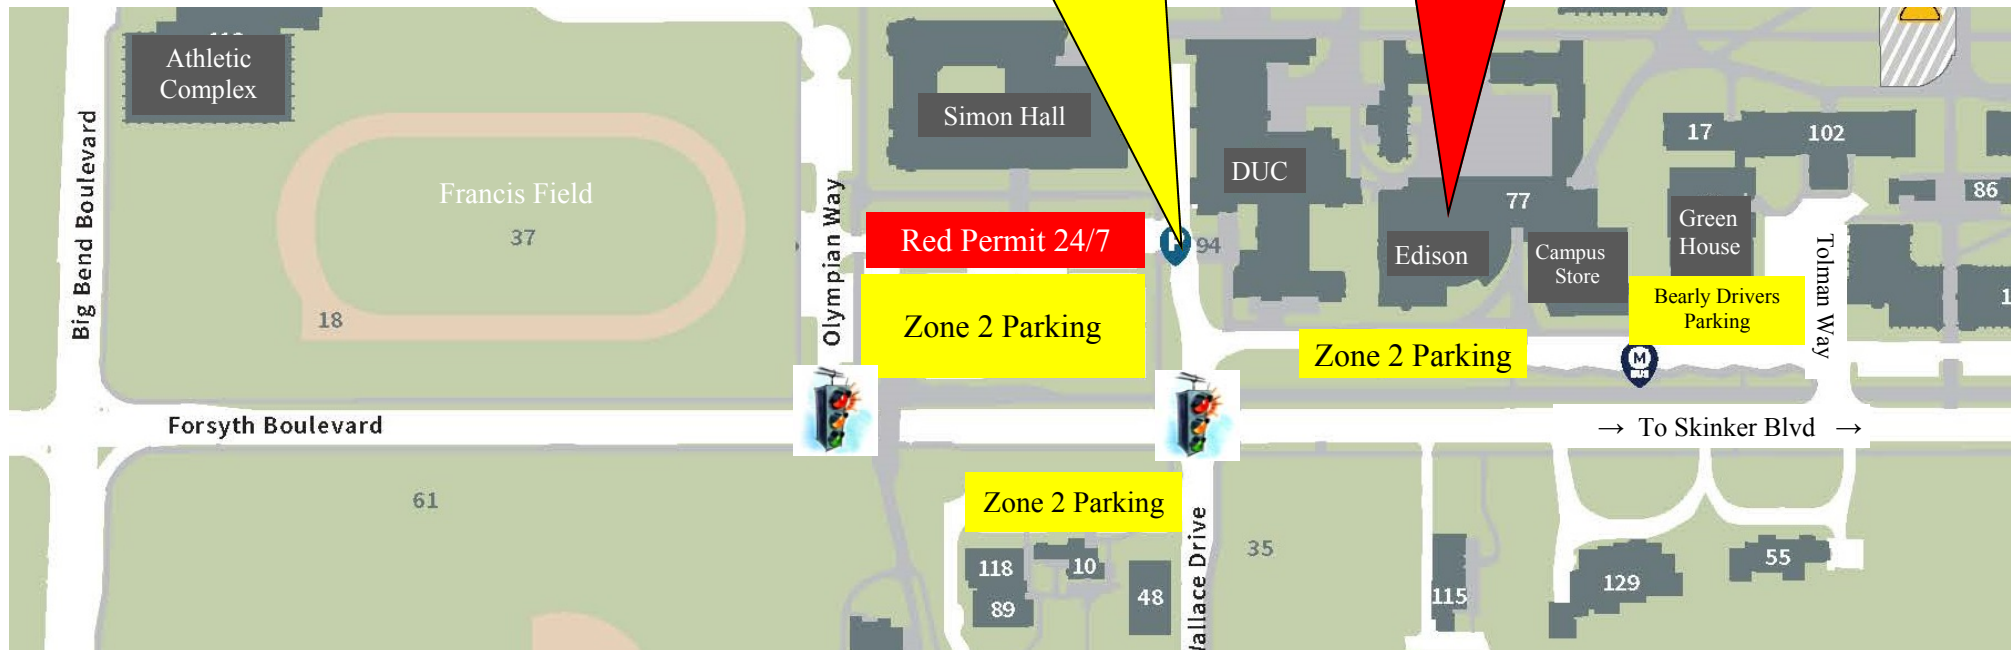 Athletic
Complex
Simon Hall
17
102
DUC
Francis Field
37
77
86
Green
House
Red Permit 24/7
94
Edison
Campus
Store
Big Bend Boulevard
Olympian Way
Tolman Way
Zone 2 Parking
Bearly Drivers
Parking
18
Zone 2 Parking
M
BUS
Forsyth Boulevard
→ To Skinker Blvd →
61
Zone 2 Parking
35
118
10
89
48
115
129
55
Drive